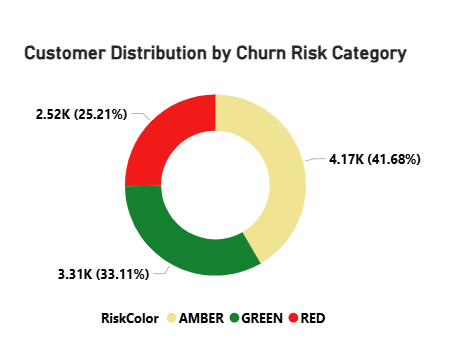 Customer Distribution by Churn Risk Category
2.52K (25.21%)
4.17K (41.68%)
3.31K (33.11%)
RiskColor AMBER GREEN RED